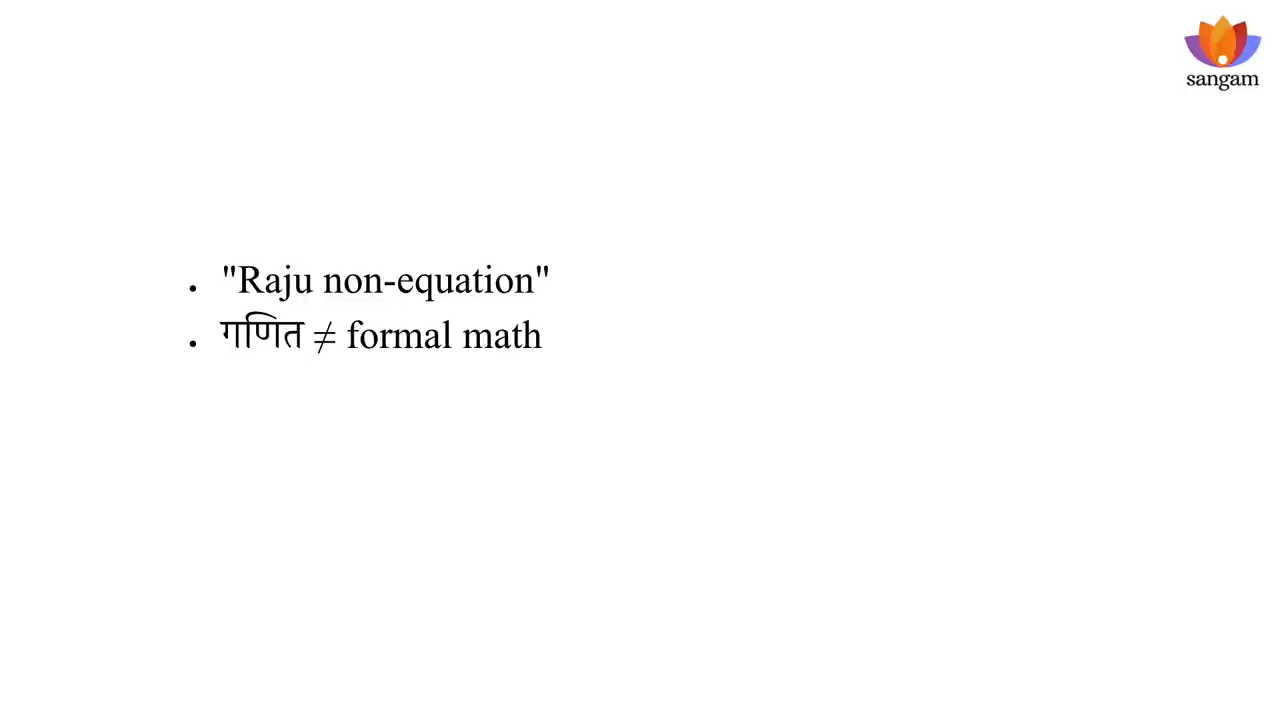 sangam
• "Raju non-equation"
• गणित ≠ formal math